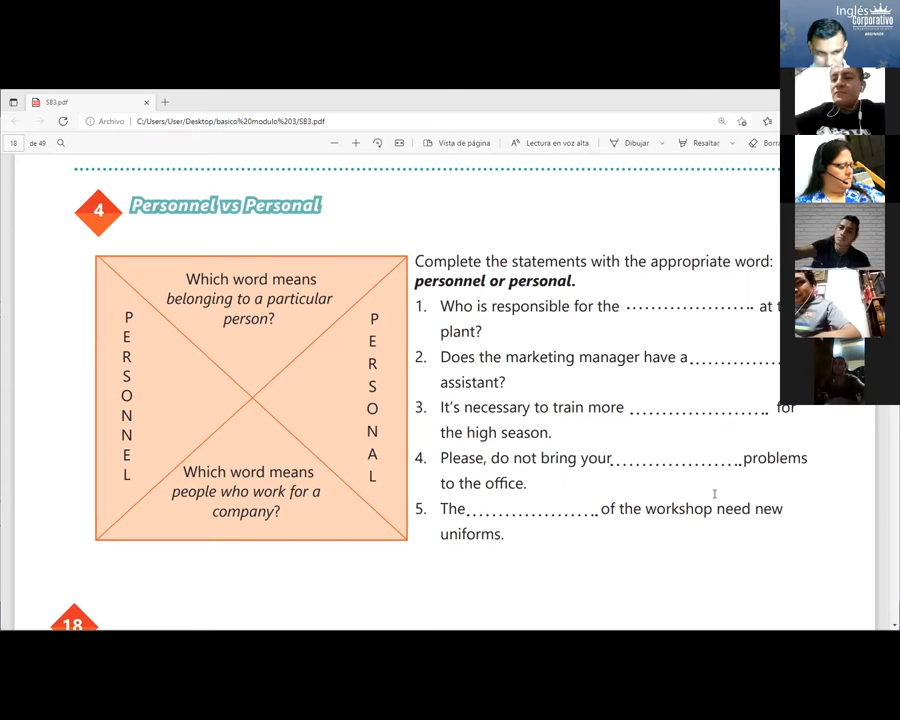 Inglés
Corporativo
SB3.pdf
Archivo C:/Users/User/Desktop/basico%20modulo%203/SB3.pdf
18 de 49 Vista de página Lectura en voz alta Dibujar Resaltar Borra
4 Personnel vs Personal
Which word means
belonging to a particular
person?
PERSONNEL
PERSONAL
Which word means
people who work for a
company?
Complete the statements with the appropriate word:
personnel or personal.
1. Who is responsible for the .................... at t
plant?
2. Does the marketing manager have a..............
assistant?
3. It's necessary to train more ..................... for
the high season.
4. Please, do not bring your.................... problems
to the office.
5. The.................... of the workshop need new
uniforms.
18